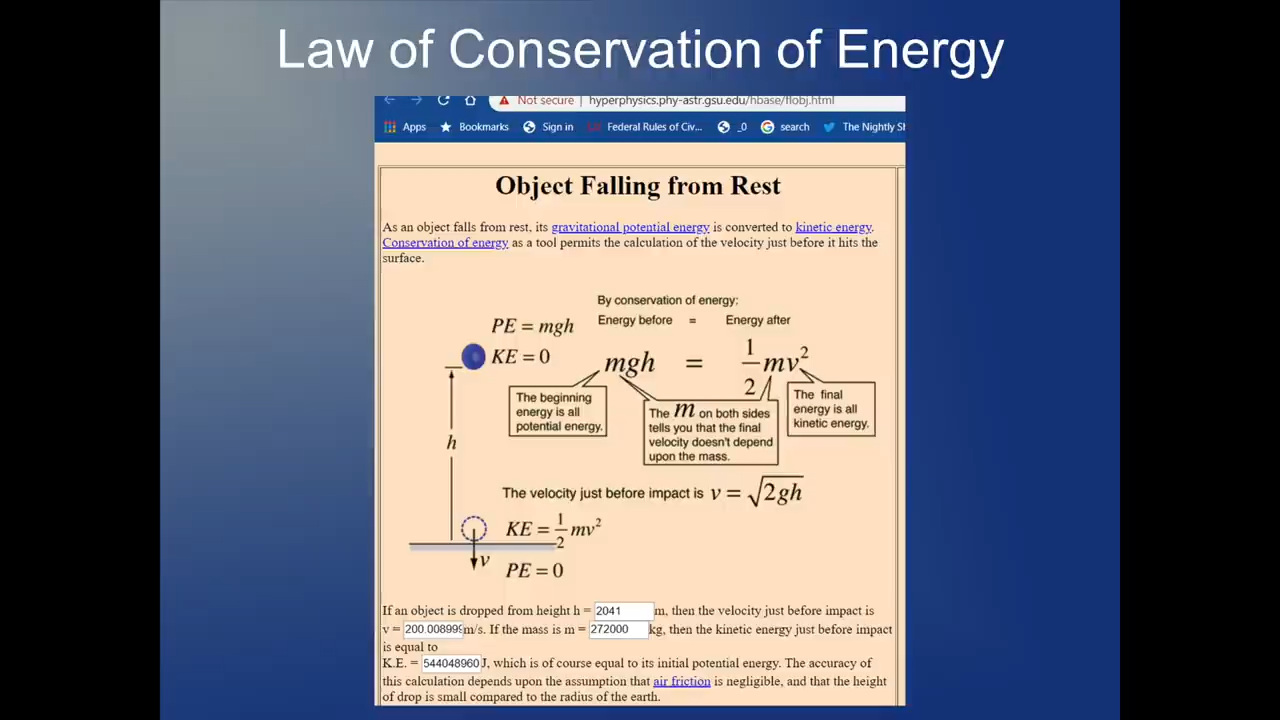 Law of Conservation of Energy
Not secure | hyperphysics.phy-astr.gsu.edu/hbase/flobj.html
Apps Bookmarks Sign in Federal Rules of Civ... _0 search The Nightly Sh
Object Falling from Rest
As an object falls from rest, its gravitational potential energy is converted to kinetic energy.
Conservation of energy as a tool permits the calculation of the velocity just before it hits the
surface.
By conservation of energy:
Energy before = Energy after
PE = mgh
KE = 0
mgh = 1/2 mv²
The beginning
energy is all
potential energy.
The m on both sides
tells you that the final
velocity doesn't depend
upon the mass.
The final
energy is all
kinetic energy.
h
The velocity just before impact is v = √2gh
KE = 1/2 mv²
v
PE = 0
If an object is dropped from height h = 2041 m, then the velocity just before impact is
v = 200.008999 m/s. If the mass is m = 272000 kg, then the kinetic energy just before impact
is equal to
K.E. = 544048960 J, which is of course equal to its initial potential energy. The accuracy of
this calculation depends upon the assumption that air friction is negligible, and that the height
of drop is small compared to the radius of the earth.